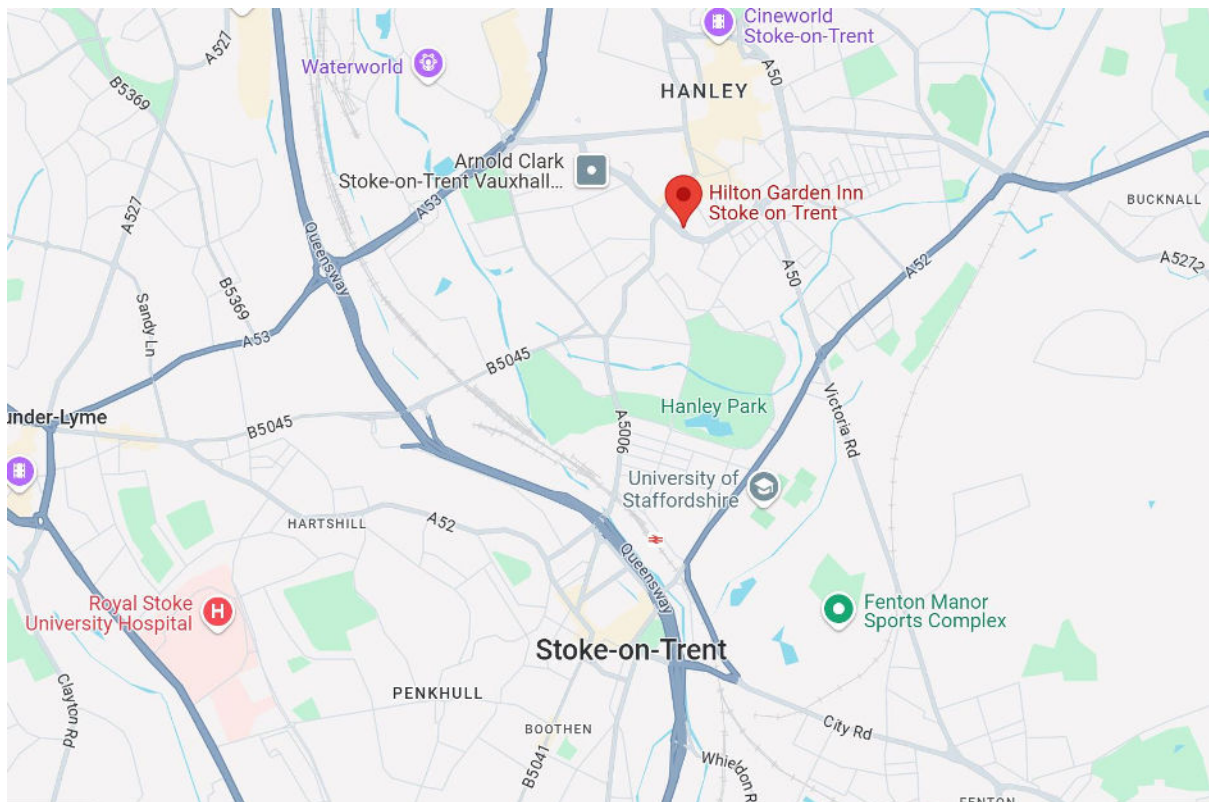 Cineworld
Stoke-on-Trent
A527
B5369
Waterworld
A50
HANLEY
Arnold Clark
Stoke-on-Trent Vauxhall...
Hilton Garden Inn
Stoke on Trent
BUCKNALL
A53
A527
Queensway
A5272
A52
A50
B5369
Sandy Ln
A53
B5045
Victoria Rd
Hanley Park
under-Lyme
B5045
A5006
University of
Staffordshire
HARTSHILL
A52
Queensway
Royal Stoke
University Hospital
H
Fenton Manor
Sports Complex
Stoke-on-Trent
PENKHULL
Clayton Rd
BOOTHEN
City Rd
B5041
Whieldon R
FENTON